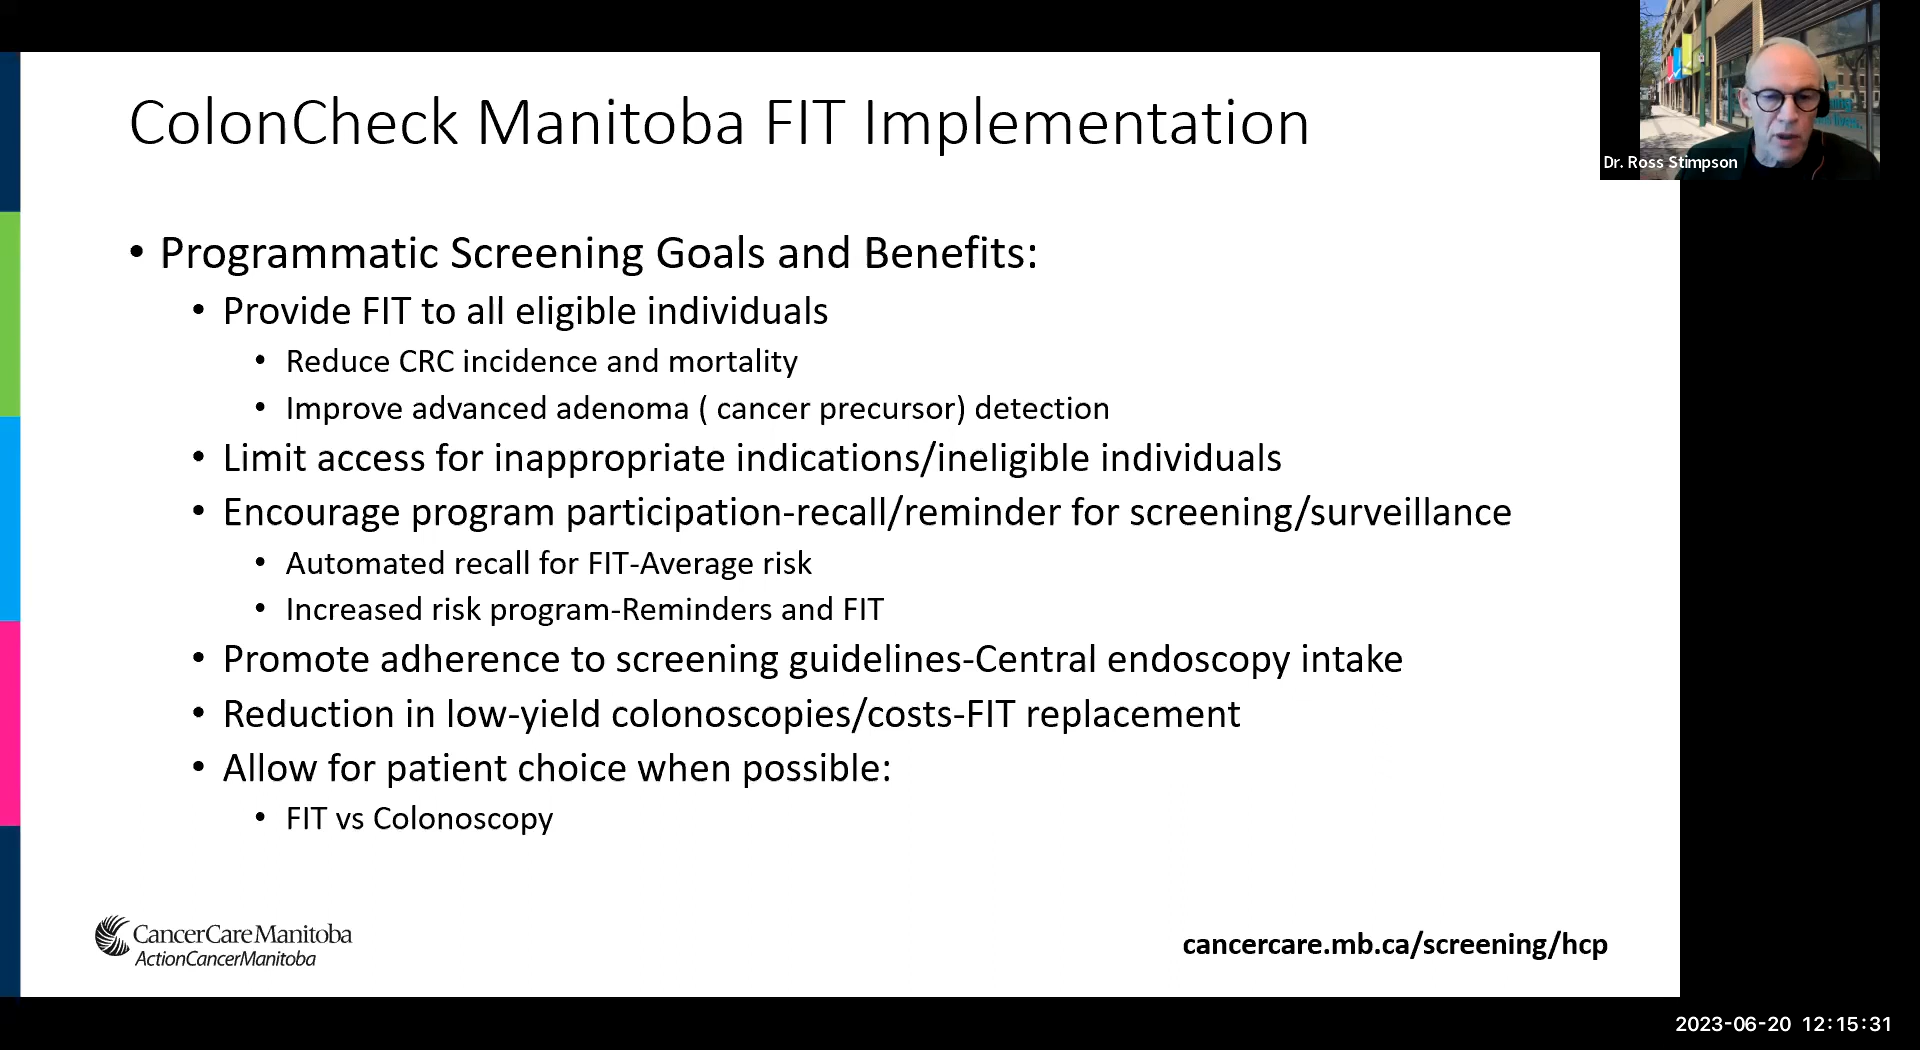 ColonCheck Manitoba FIT Implementation
Dr. Ross Stimpson
• Programmatic Screening Goals and Benefits:
• Provide FIT to all eligible individuals
• Reduce CRC incidence and mortality
• Improve advanced adenoma ( cancer precursor) detection
• Limit access for inappropriate indications/ineligible individuals
• Encourage program participation-recall/reminder for screening/surveillance
• Automated recall for FIT-Average risk
• Increased risk program-Reminders and FIT
• Promote adherence to screening guidelines-Central endoscopy intake
• Reduction in low-yield colonoscopies/costs-FIT replacement
• Allow for patient choice when possible:
• FIT vs Colonoscopy
CancerCareManitoba
ActionCancerManitoba
cancercare.mb.ca/screening/hcp
2023-06-20 12:15:31